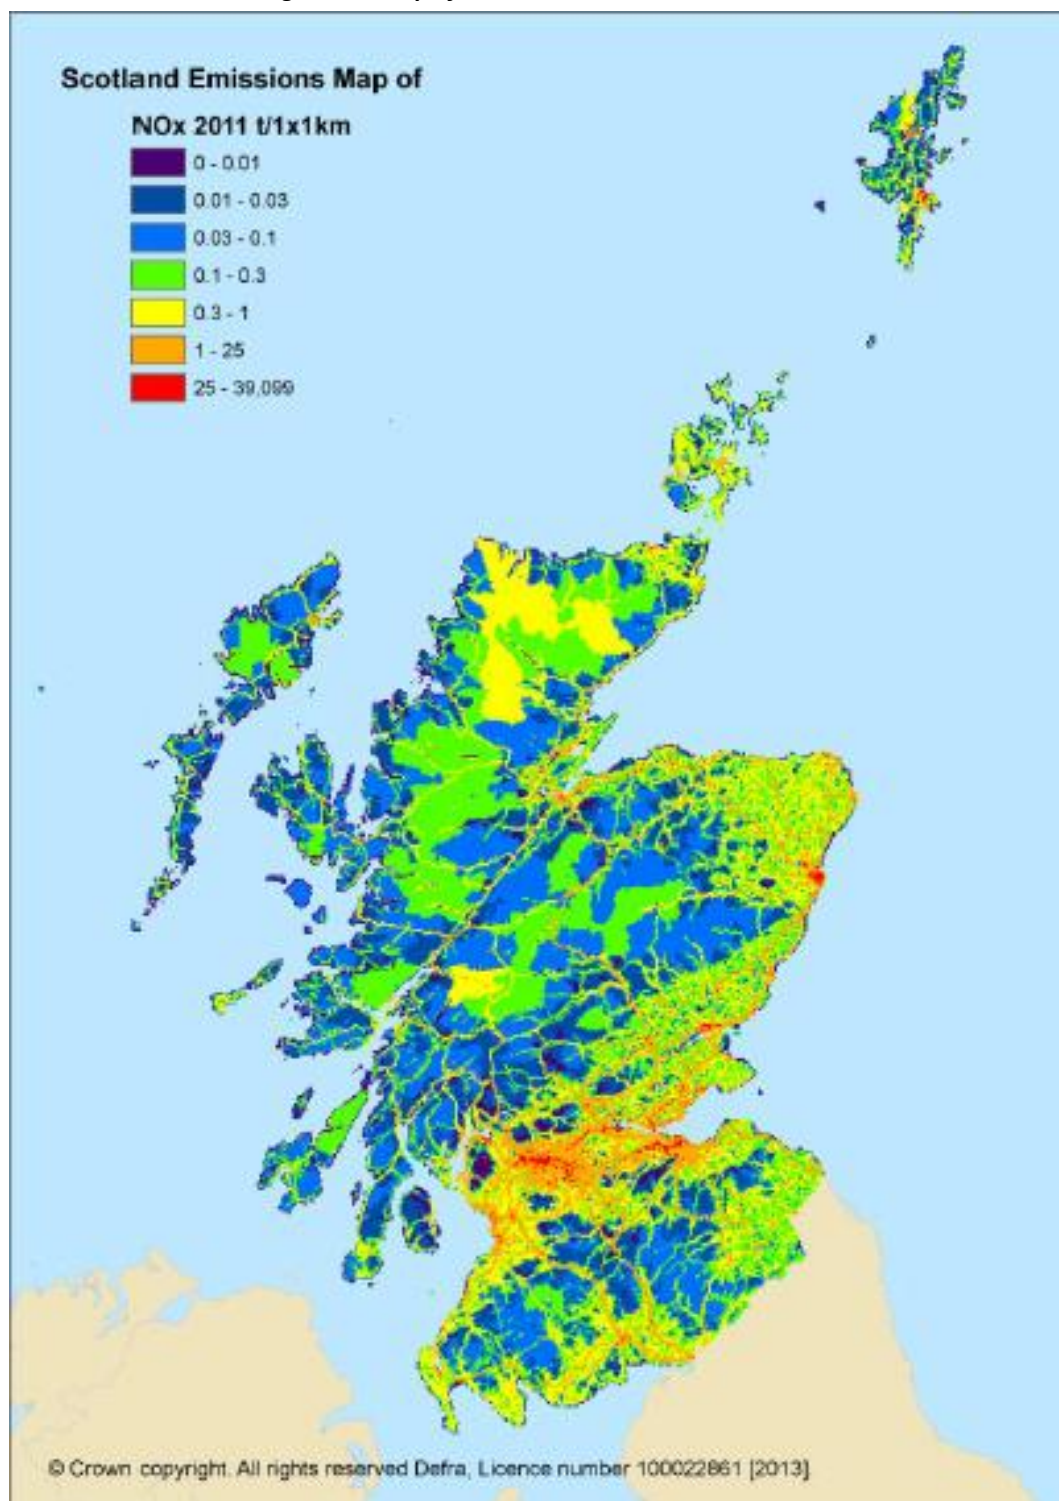 Scotland Emissions Map of
NOx 2011 t/1x1km
0 - 0.01
0.01 - 0.03
0.03 - 0.1
0.1 - 0.3
0.3 - 1
1 - 25
25 - 39,099
© Crown copyright. All rights reserved Defra, Licence number 100022861 [2013]